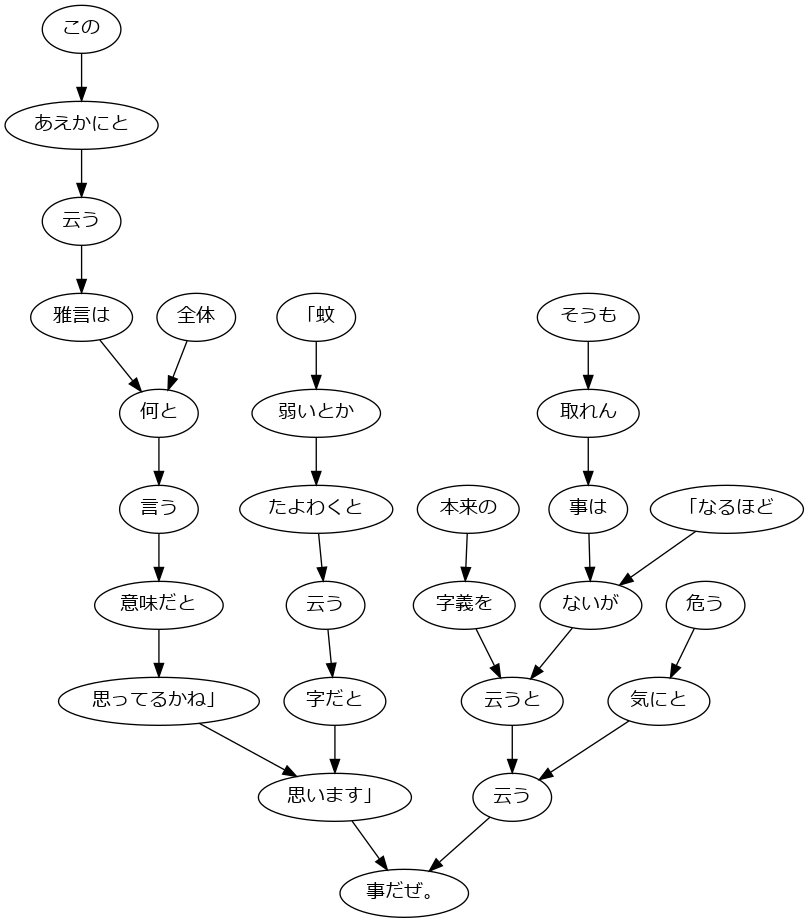 この
あえかにと
云う
雅言は
全体
「蚊
そうも
何と
弱いとか
取れん
言う
たよわくと
本来の
事は
「なるほど
意味だと
云う
字義を
ないが
危う
思ってるかね」
字だと
云うと
気にと
思います」
云う
事だぜ。